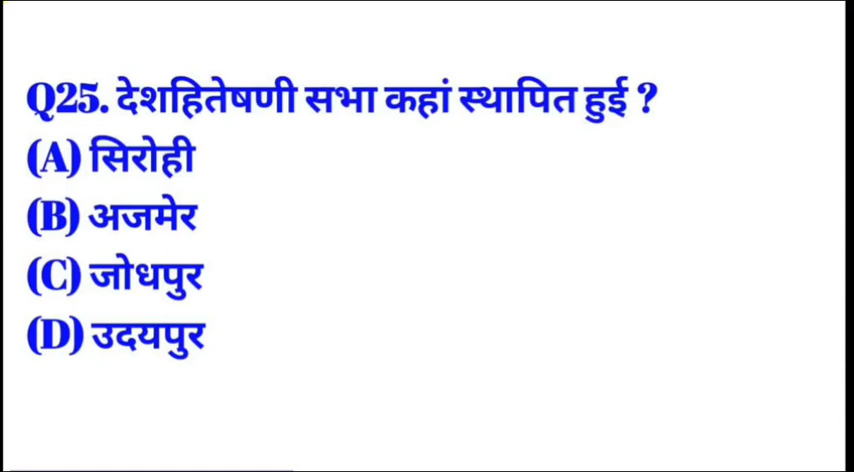 Q25. देशहितेषणी सभा कहां स्थापित हुई ?
(A) सिरोही
(B) अजमेर
(C) जोधपुर
(D) उदयपुर